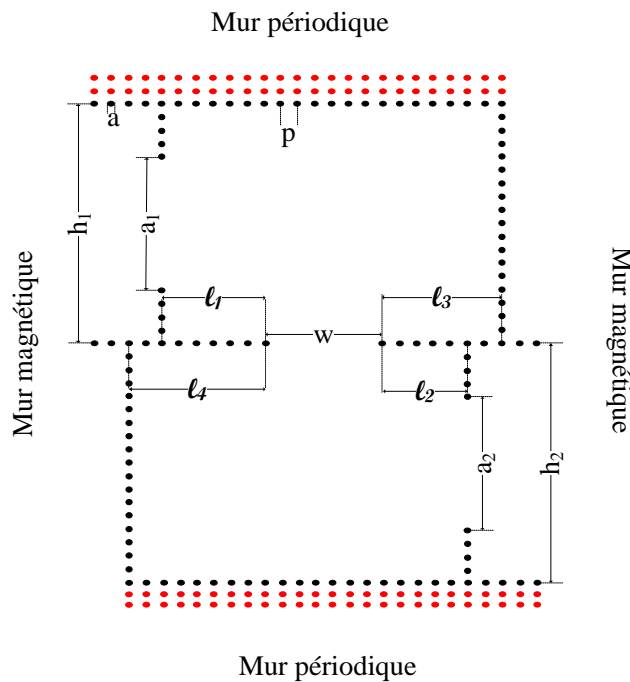 Mur périodique
a
p
h₁
a₁
Mur magnétique
ℓ₁
ℓ₃
w
ℓ₄
ℓ₂
a₂
h₂
Mur magnétique
Mur périodique